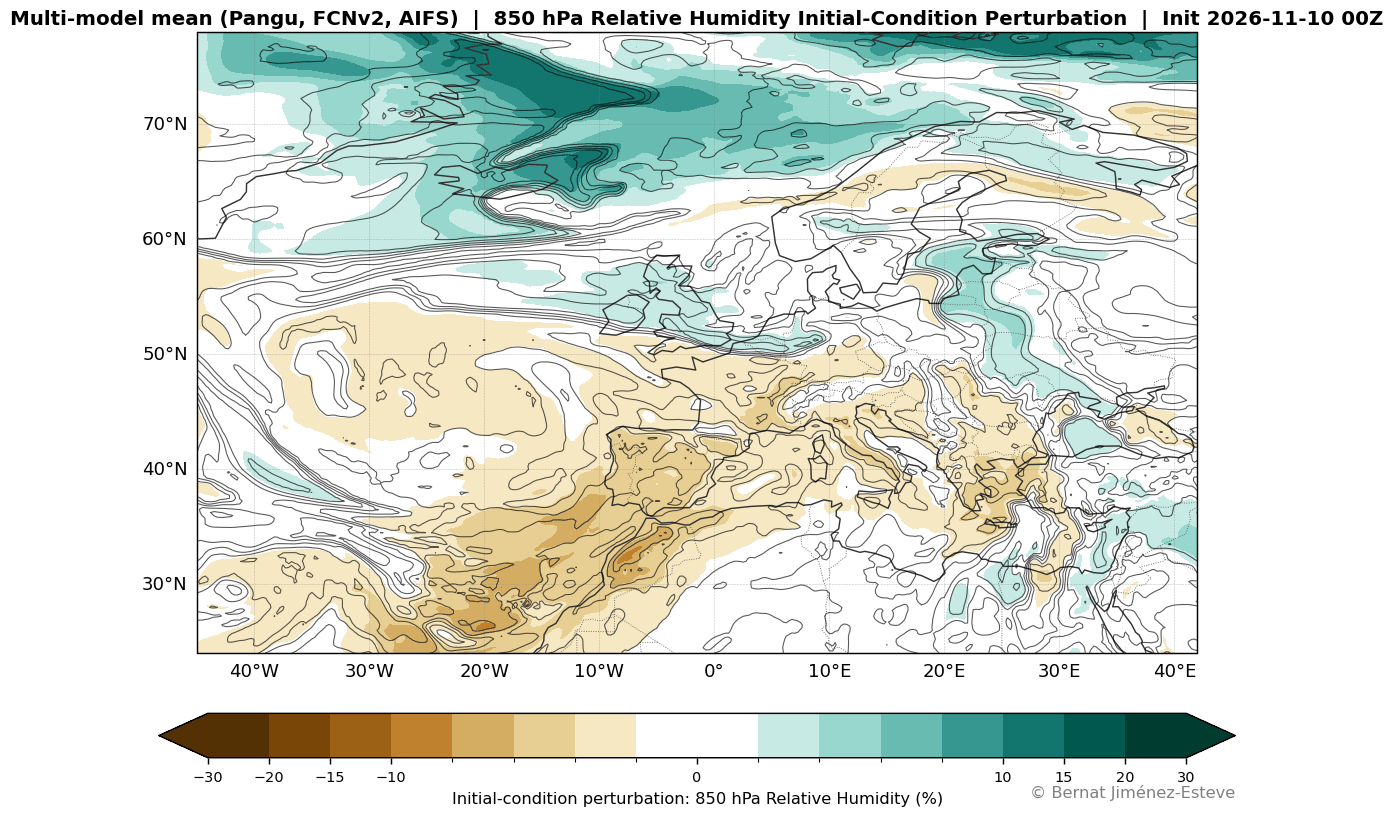 Multi-model mean (Pangu, FCNv2, AIFS)  |  850 hPa Relative Humidity Initial-Condition Perturbation  |  Init 2026-11-10 00Z
70°N
60°N
50°N
40°N
30°N
40°W 30°W 20°W 10°W 0° 10°E 20°E 30°E 40°E
−30 −20 −15 −10 0 10 15 20 30
Initial-condition perturbation: 850 hPa Relative Humidity (%)
© Bernat Jiménez-Esteve